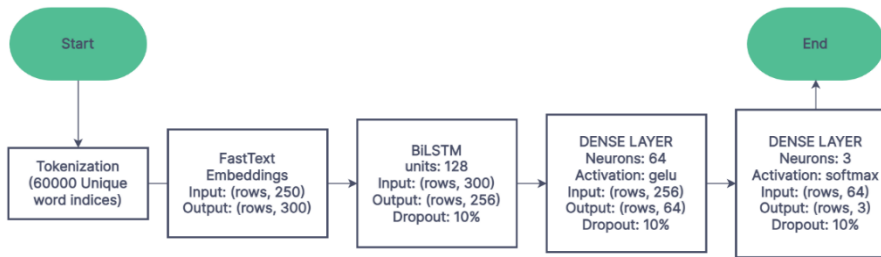 Start
Tokenization
(60000 Unique
word indices)
FastText
Embeddings
Input: (rows, 250)
Output: (rows, 300)
BiLSTM
units: 128
Input: (rows, 300)
Output: (rows, 256)
Dropout: 10%
DENSE LAYER
Neurons: 64
Activation: gelu
Input: (rows, 256)
Output: (rows, 64)
Dropout: 10%
DENSE LAYER
Neurons: 3
Activation: softmax
Input: (rows, 64)
Output: (rows, 3)
Dropout: 10%
End